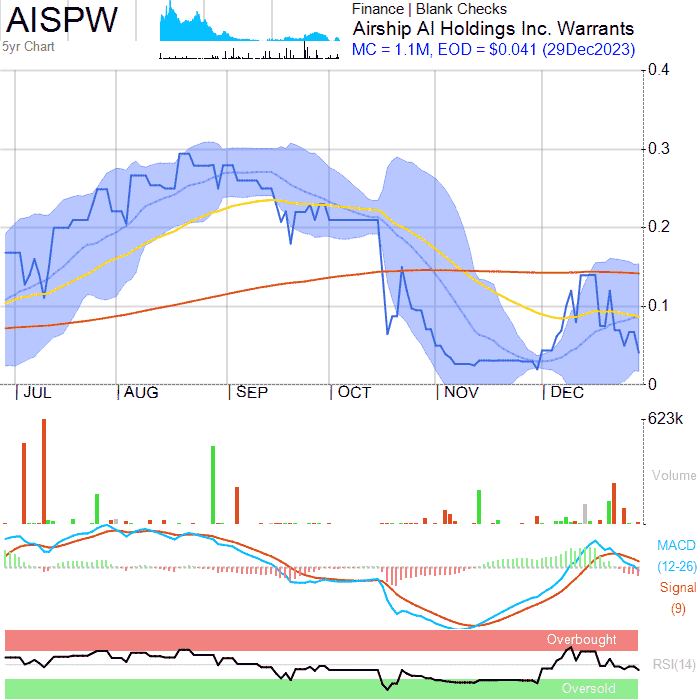 AISPW
5yr Chart
Finance | Blank Checks
Airship AI Holdings Inc. Warrants
MC = 1.1M, EOD = $0.041 (29Dec2023)
0.4
0.3
0.2
0.1
0
JUL AUG SEP OCT NOV DEC
623k
Volume
MACD
(12-26)
Signal
(9)
Overbought
RSI(14)
Oversold